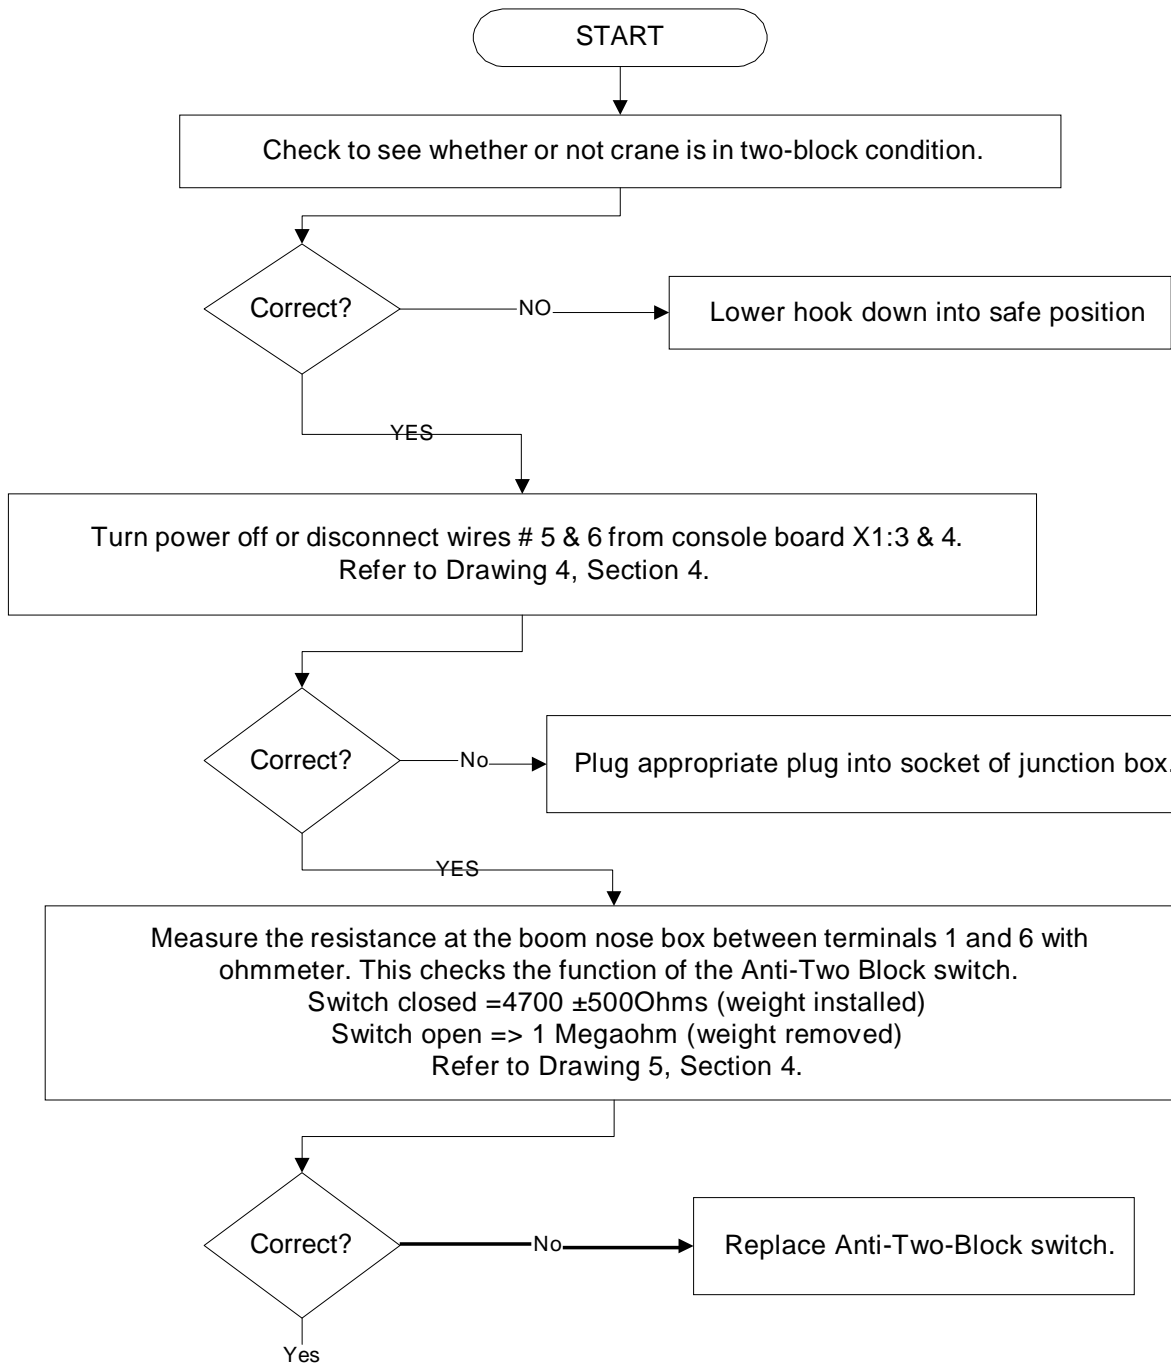 START
Check to see whether or not crane is in two-block condition.
Correct?
NO
Lower hook down into safe position
YES
Turn power off or disconnect wires # 5 & 6 from console board X1:3 & 4.
Refer to Drawing 4, Section 4.
Correct?
No
Plug appropriate plug into socket of junction box.
YES
Measure the resistance at the boom nose box between terminals 1 and 6 with
ohmmeter. This checks the function of the Anti-Two Block switch.
Switch closed =4700 ±500Ohms (weight installed)
Switch open => 1 Megaohm (weight removed)
Refer to Drawing 5, Section 4.
Correct?
No
Replace Anti-Two-Block switch.
Yes